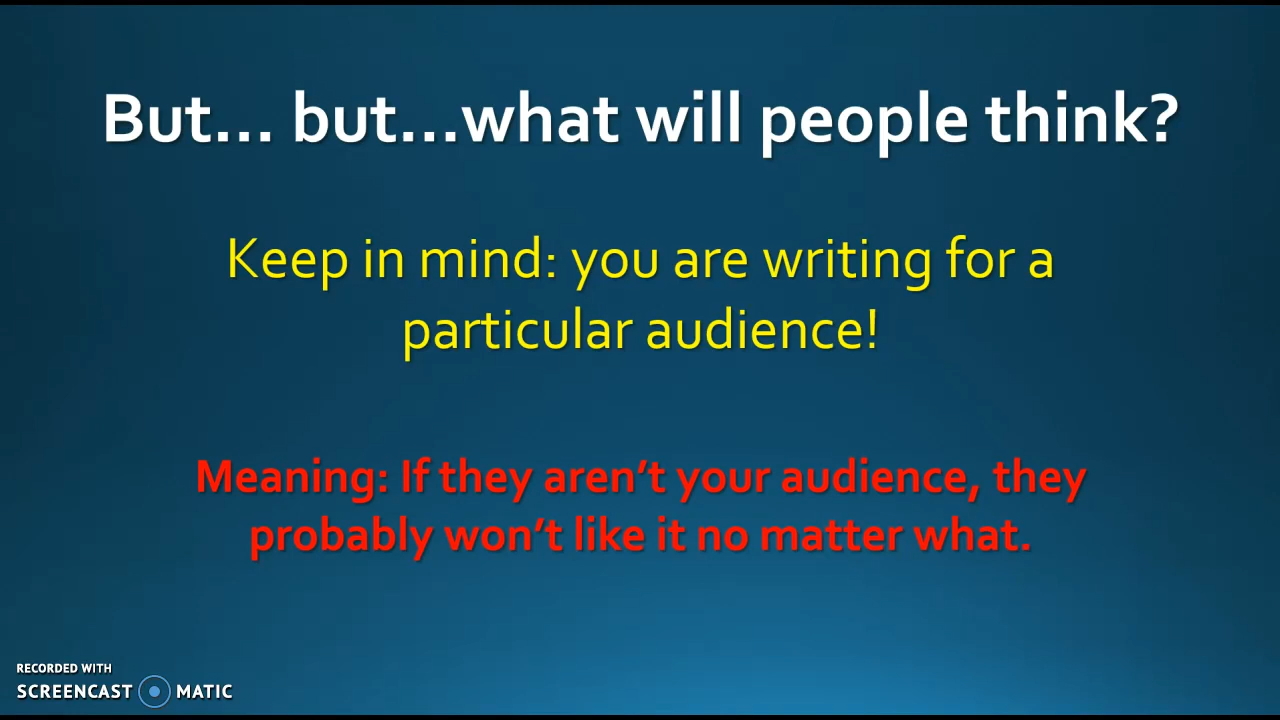 But... but...what will people think?
Keep in mind: you are writing for a
particular audience!
Meaning: If they aren’t your audience, they
probably won’t like it no matter what.
RECORDED WITH
SCREENCAST MATIC